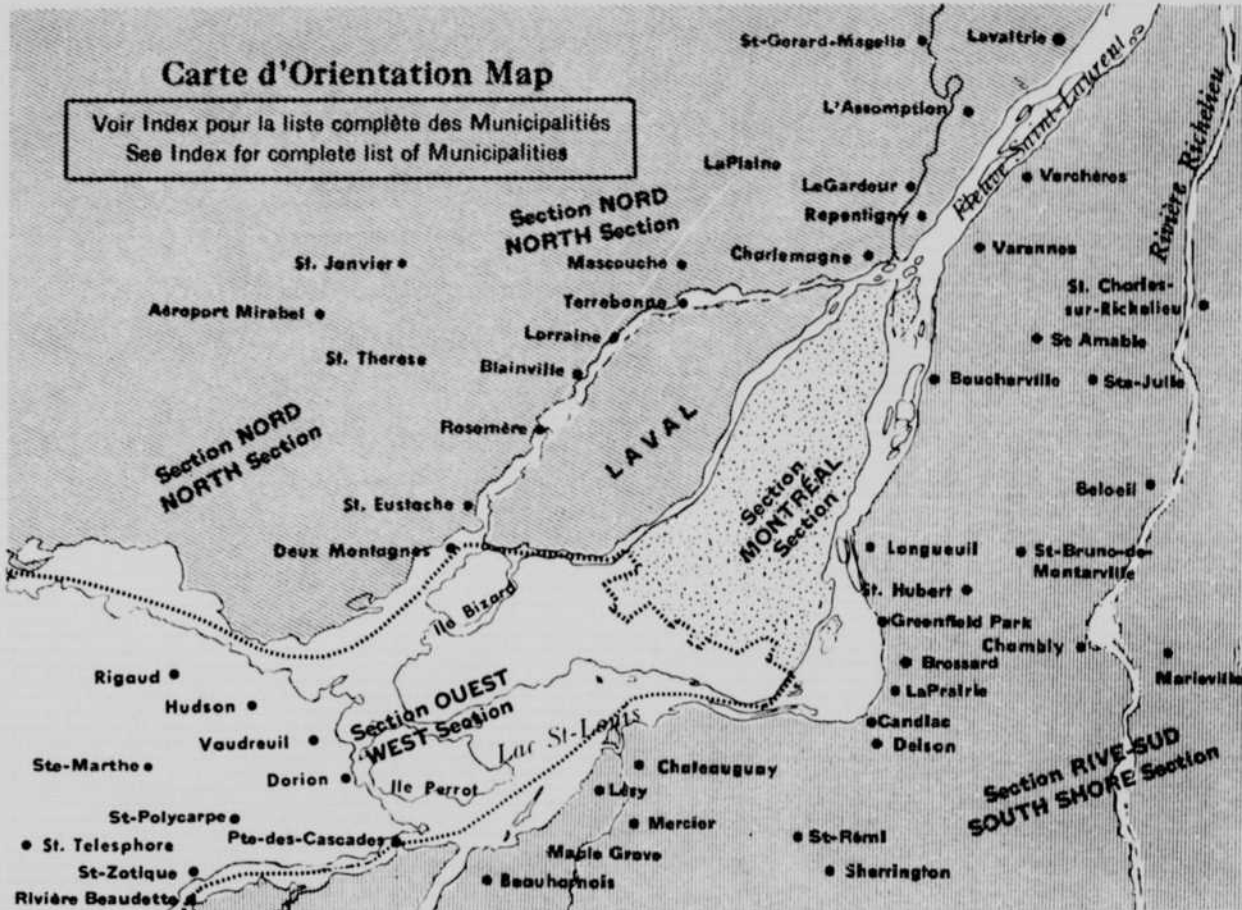 Carte d'Orientation Map
Voir Index pour la liste complète des Municipalitiés
See Index for complete list of Municipalities
St-Gerard-Magella
Lavaltrie
L'Assomption
LaPlaine
LeGardeur
Repentigny
Charlemagne
Fleuve Saint-Laurent
Rivière Richelieu
Verchères
Varennes
St. Charles-
sur-Richelieu
St Amable
Ste-Julie
Boucherville
Section NORD
NORTH Section
St. Janvier
Mascouche
Terrebonne
Aéroport Mirabel
Lorraine
St. Therese
Blainville
Rosemère
LAVAL
Section NORD
NORTH Section
St. Eustache
Deux Montagnes
Section
MONTRÉAL
Section
Beloeil
Longueuil
St-Bruno-de-
Montarville
St. Hubert
Greenfield Park
Chambly
Brossard
Marieville
LaPrairie
Candiac
Delson
Ile Bizard
Rigaud
Hudson
Vaudreuil
Section OUEST
WEST Section
Lac St-Louis
Ste-Marthe
Dorion
Ile Perrot
Chateauguay
Léry
Mercier
Section RIVE-SUD
SOUTH SHORE Section
St-Polycarpe
Pte-des-Cascades
St. Telesphore
St-Zotique
Rivière Beaudette
Maple Grove
Beauharnois
St-Rémi
Sherrington